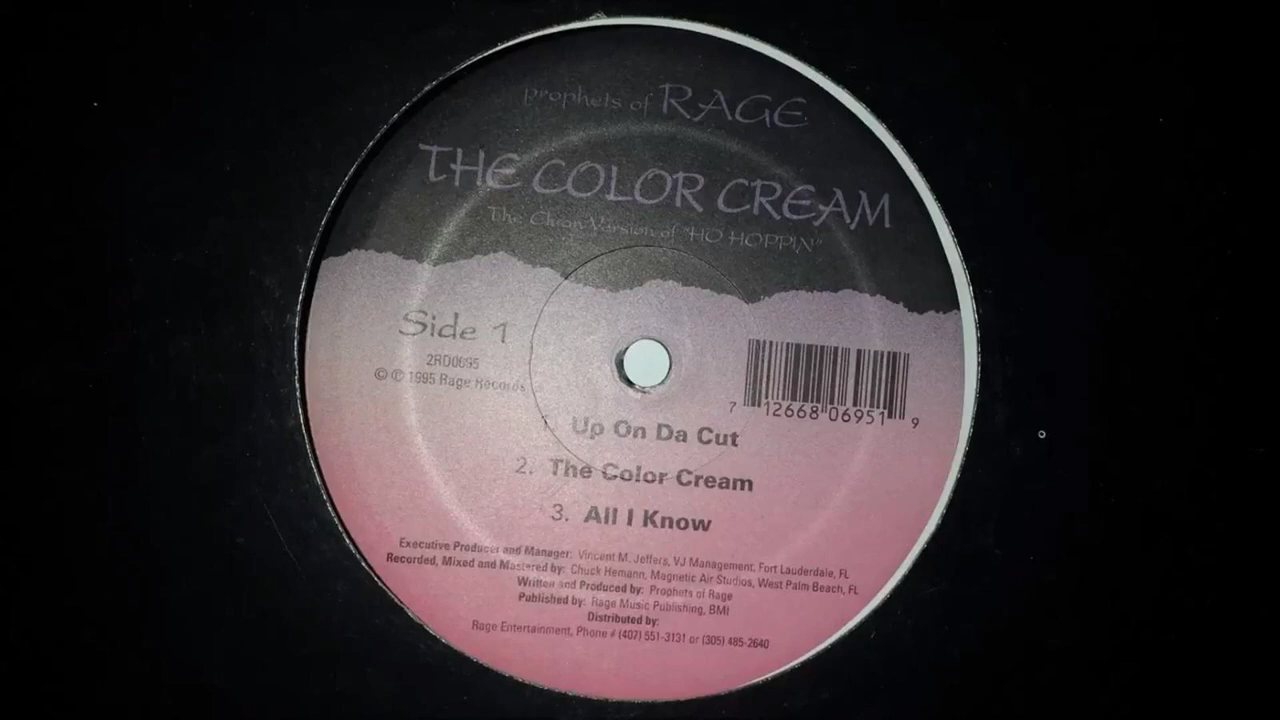 prophets of RAGE
THE COLOR CREAM
The Clean Version of "HO HOPPIN"
Side 1
2RD0695
© ℗ 1995 Rage Records
7 12668 06951 9
1. Up On Da Cut
2. The Color Cream
3. All I Know
Executive Producer and Manager: Vincent M. Jeffers, VJ Management, Fort Lauderdale, FL
Recorded, Mixed and Mastered by: Chuck Hemann, Magnetic Air Studios, West Palm Beach, FL
Written and Produced by: Prophets of Rage
Published by: Rage Music Publishing, BMI
Distributed by:
Rage Entertainment, Phone # (407) 551-3131 or (305) 485-2640